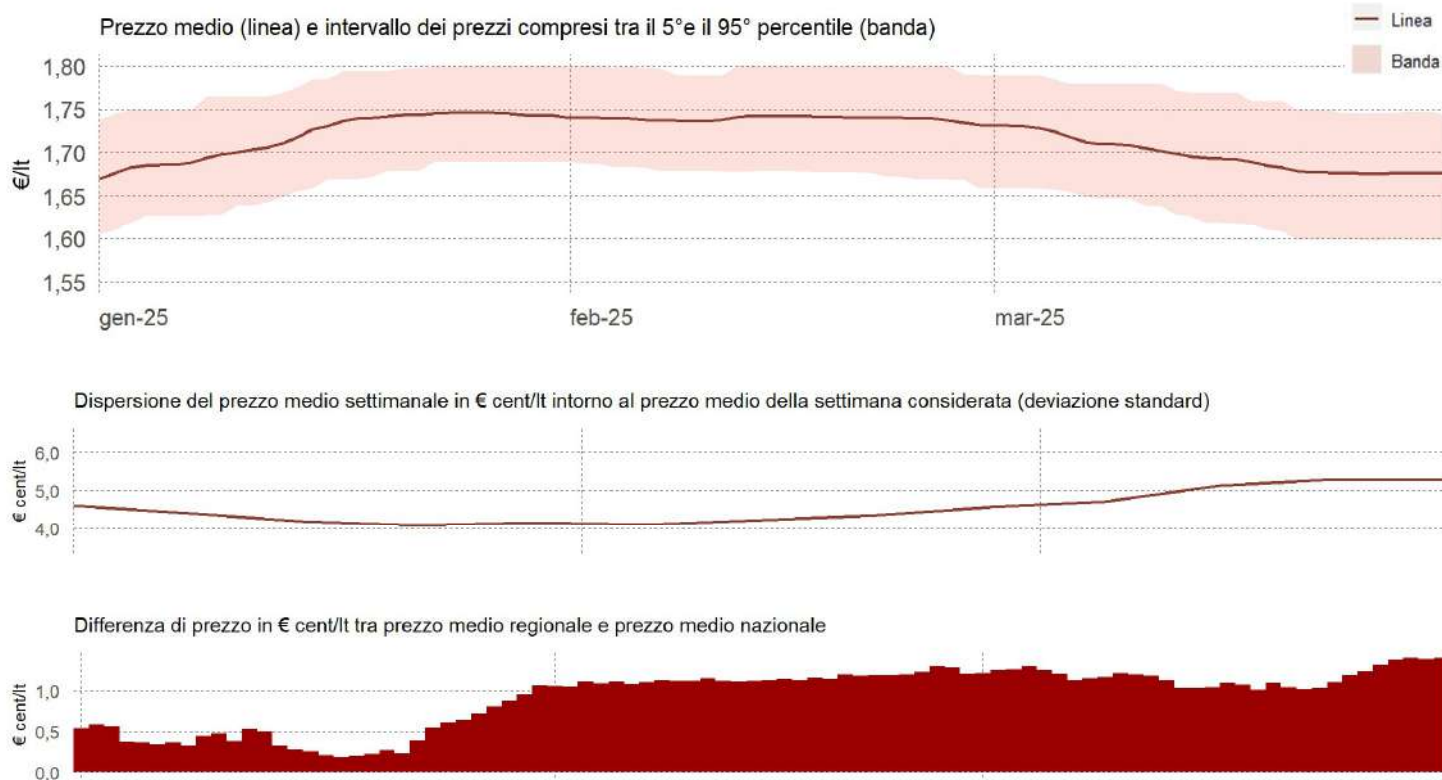 Prezzo medio (linea) e intervallo dei prezzi compresi tra il 5°e il 95° percentile (banda)
Linea
Banda
€/lt
1,80
1,75
1,70
1,65
1,60
1,55
gen-25 feb-25 mar-25
Dispersione del prezzo medio settimanale in € cent/lt intorno al prezzo medio della settimana considerata (deviazione standard)
€ cent/lt
6,0
5,0
4,0
Differenza di prezzo in € cent/lt tra prezzo medio regionale e prezzo medio nazionale
€ cent/lt
1,0
0,5
0,0